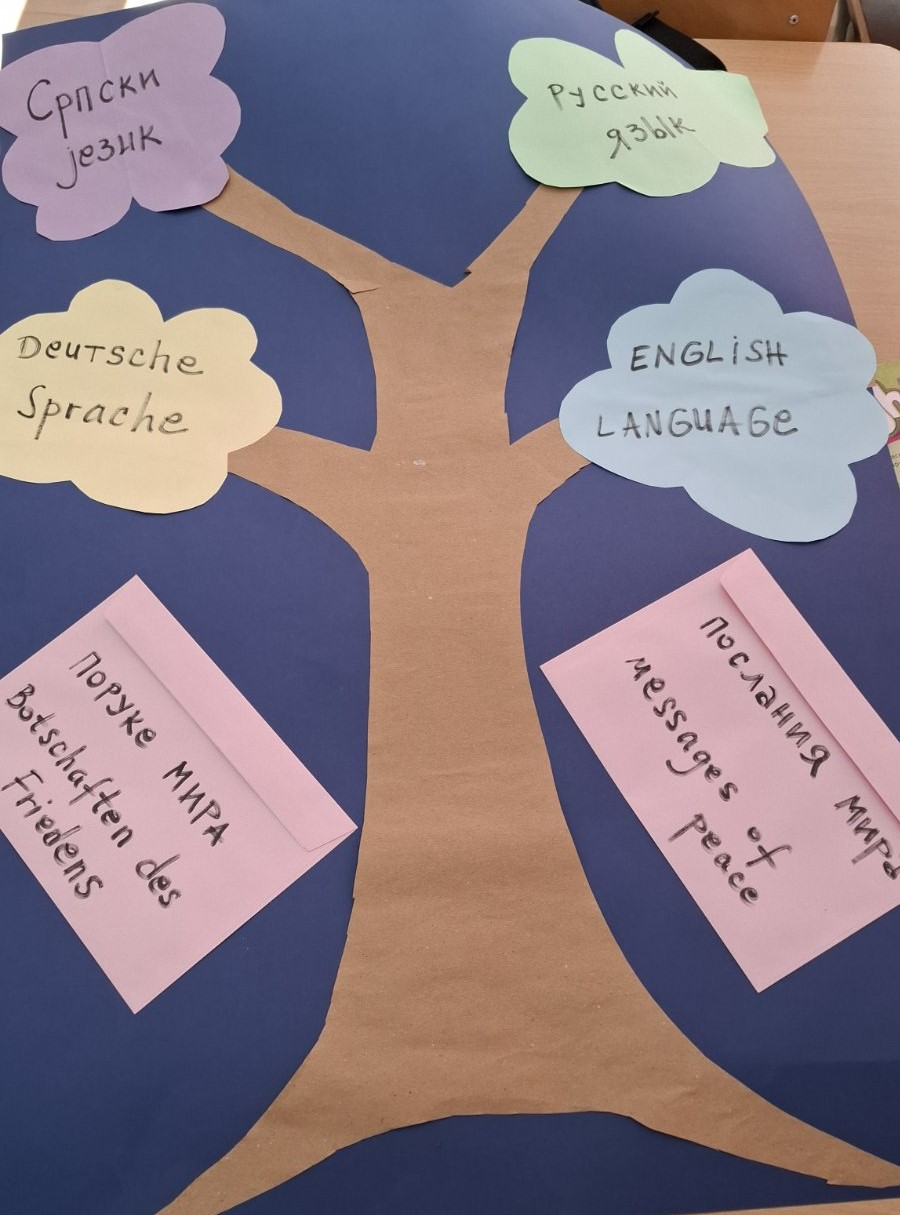 Српски
језик
Русский
язык
Deutsche
Sprache
ENGLiSH
LANGUAGe
поруке мира
Botschaften des
Friedens
послания мира
messages of
peace